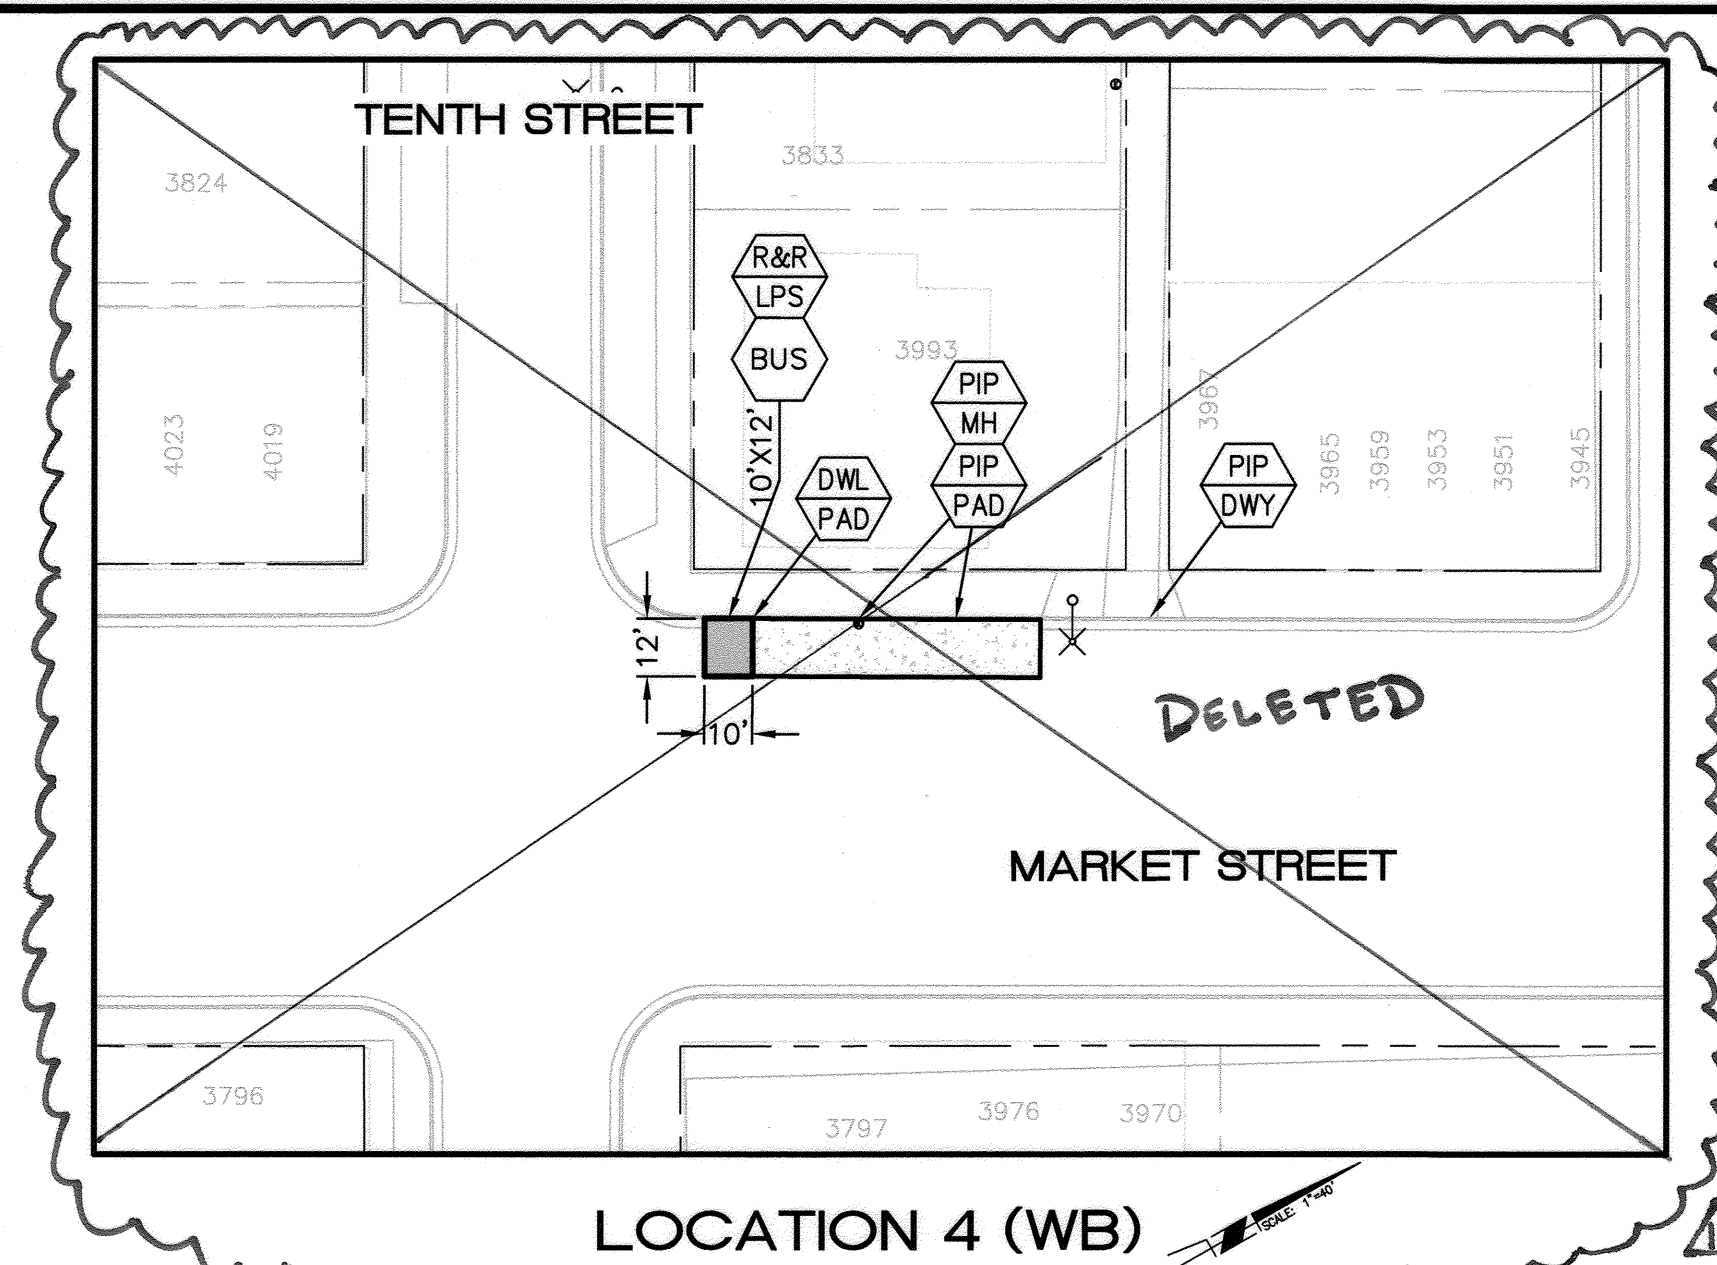 TENTH STREET
3824
3833
R&R
LPS
BUS
10'X12'
3993
PIP
MH
PIP
PAD
DWL
PAD
PIP
DWY
4023
4019
3967
3965
3959
3953
3951
3945
12'
10'
DELETED
MARKET STREET
3796
3797
3976
3970
LOCATION 4 (WB)
SCALE: 1"=40'